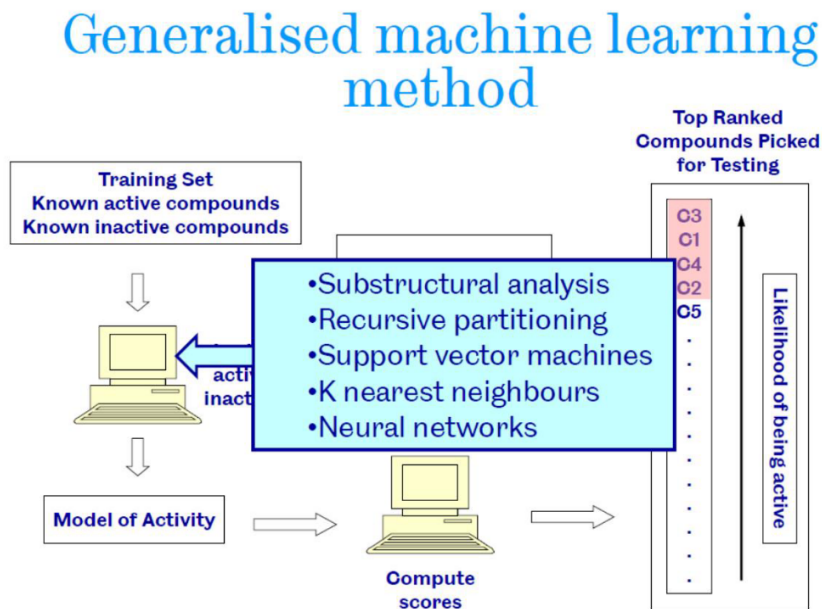 Generalised machine learning
method
Training Set
Known active compounds
Known inactive compounds
•Substructural analysis
•Recursive partitioning
•Support vector machines
•K nearest neighbours
•Neural networks
Model of Activity
Compute
scores
Top Ranked
Compounds Picked
for Testing
C3
C1
C4
C2
C5
.
.
.
.
.
.
.
.
.
.
.
Likelihood of being active